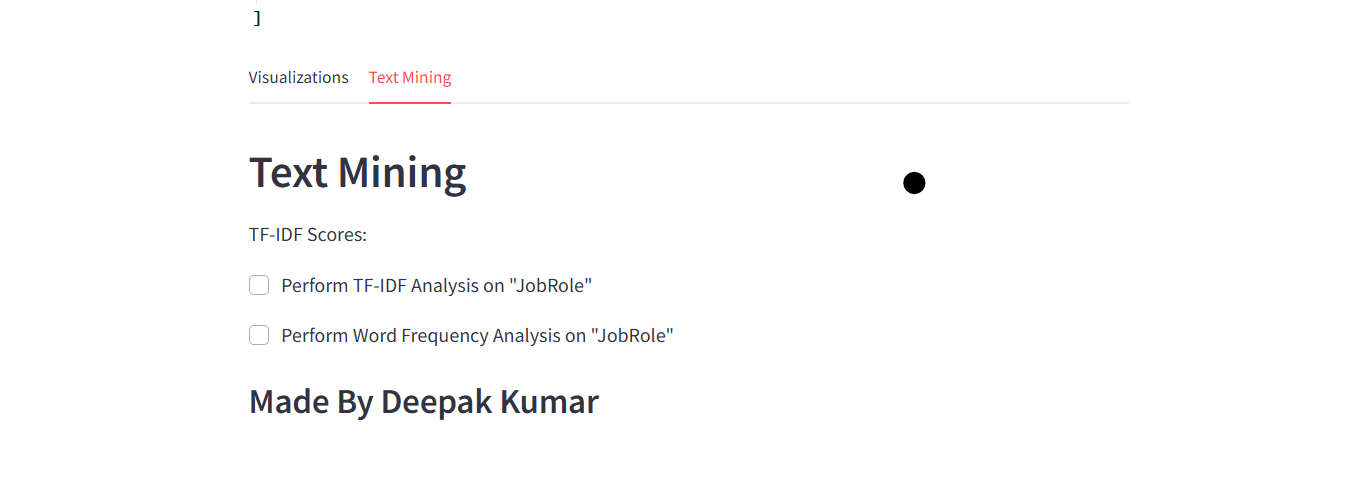 ]
Visualizations Text Mining
Text Mining
TF-IDF Scores:
Perform TF-IDF Analysis on "JobRole"
Perform Word Frequency Analysis on "JobRole"
Made By Deepak Kumar